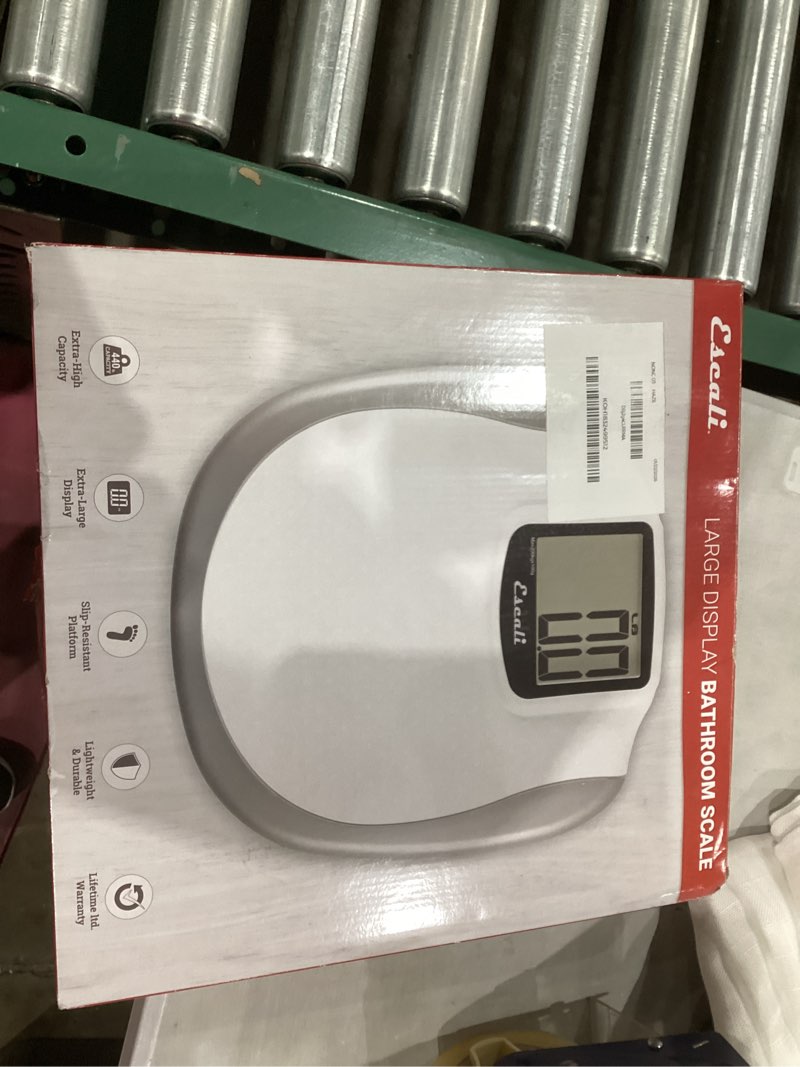 Escali.
LARGE DISPLAY BATHROOM SCALE
LB
0.0
Escali
440
CAPACITY
Extra-High
Capacity
Extra-Large
Display
Slip-Resistant
Platform
Lightweight
& Durable
Lifetime ltd.
Warranty